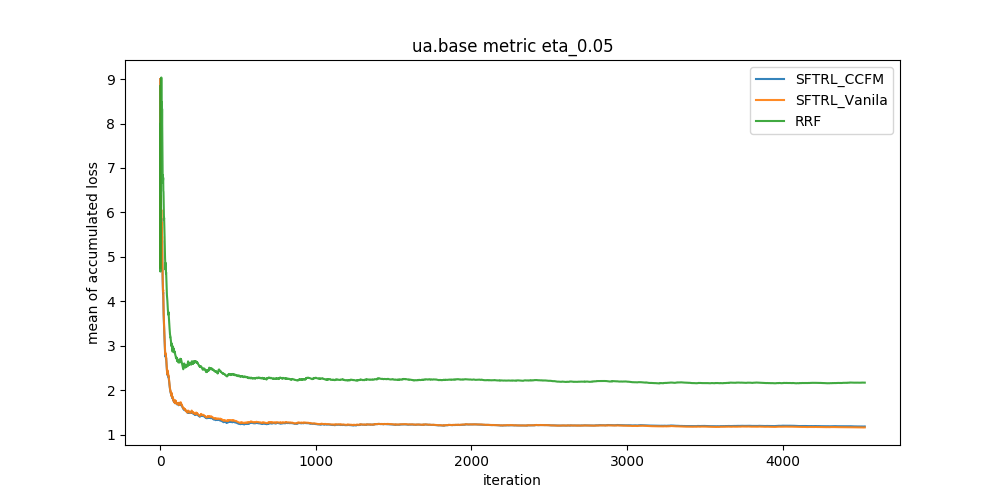 ua.base metric eta_0.05
SFTRL_CCFM
SFTRL_Vanila
RRF
mean of accumulated loss
9
8
7
6
5
4
3
2
1
0
1000
2000
3000
4000
iteration